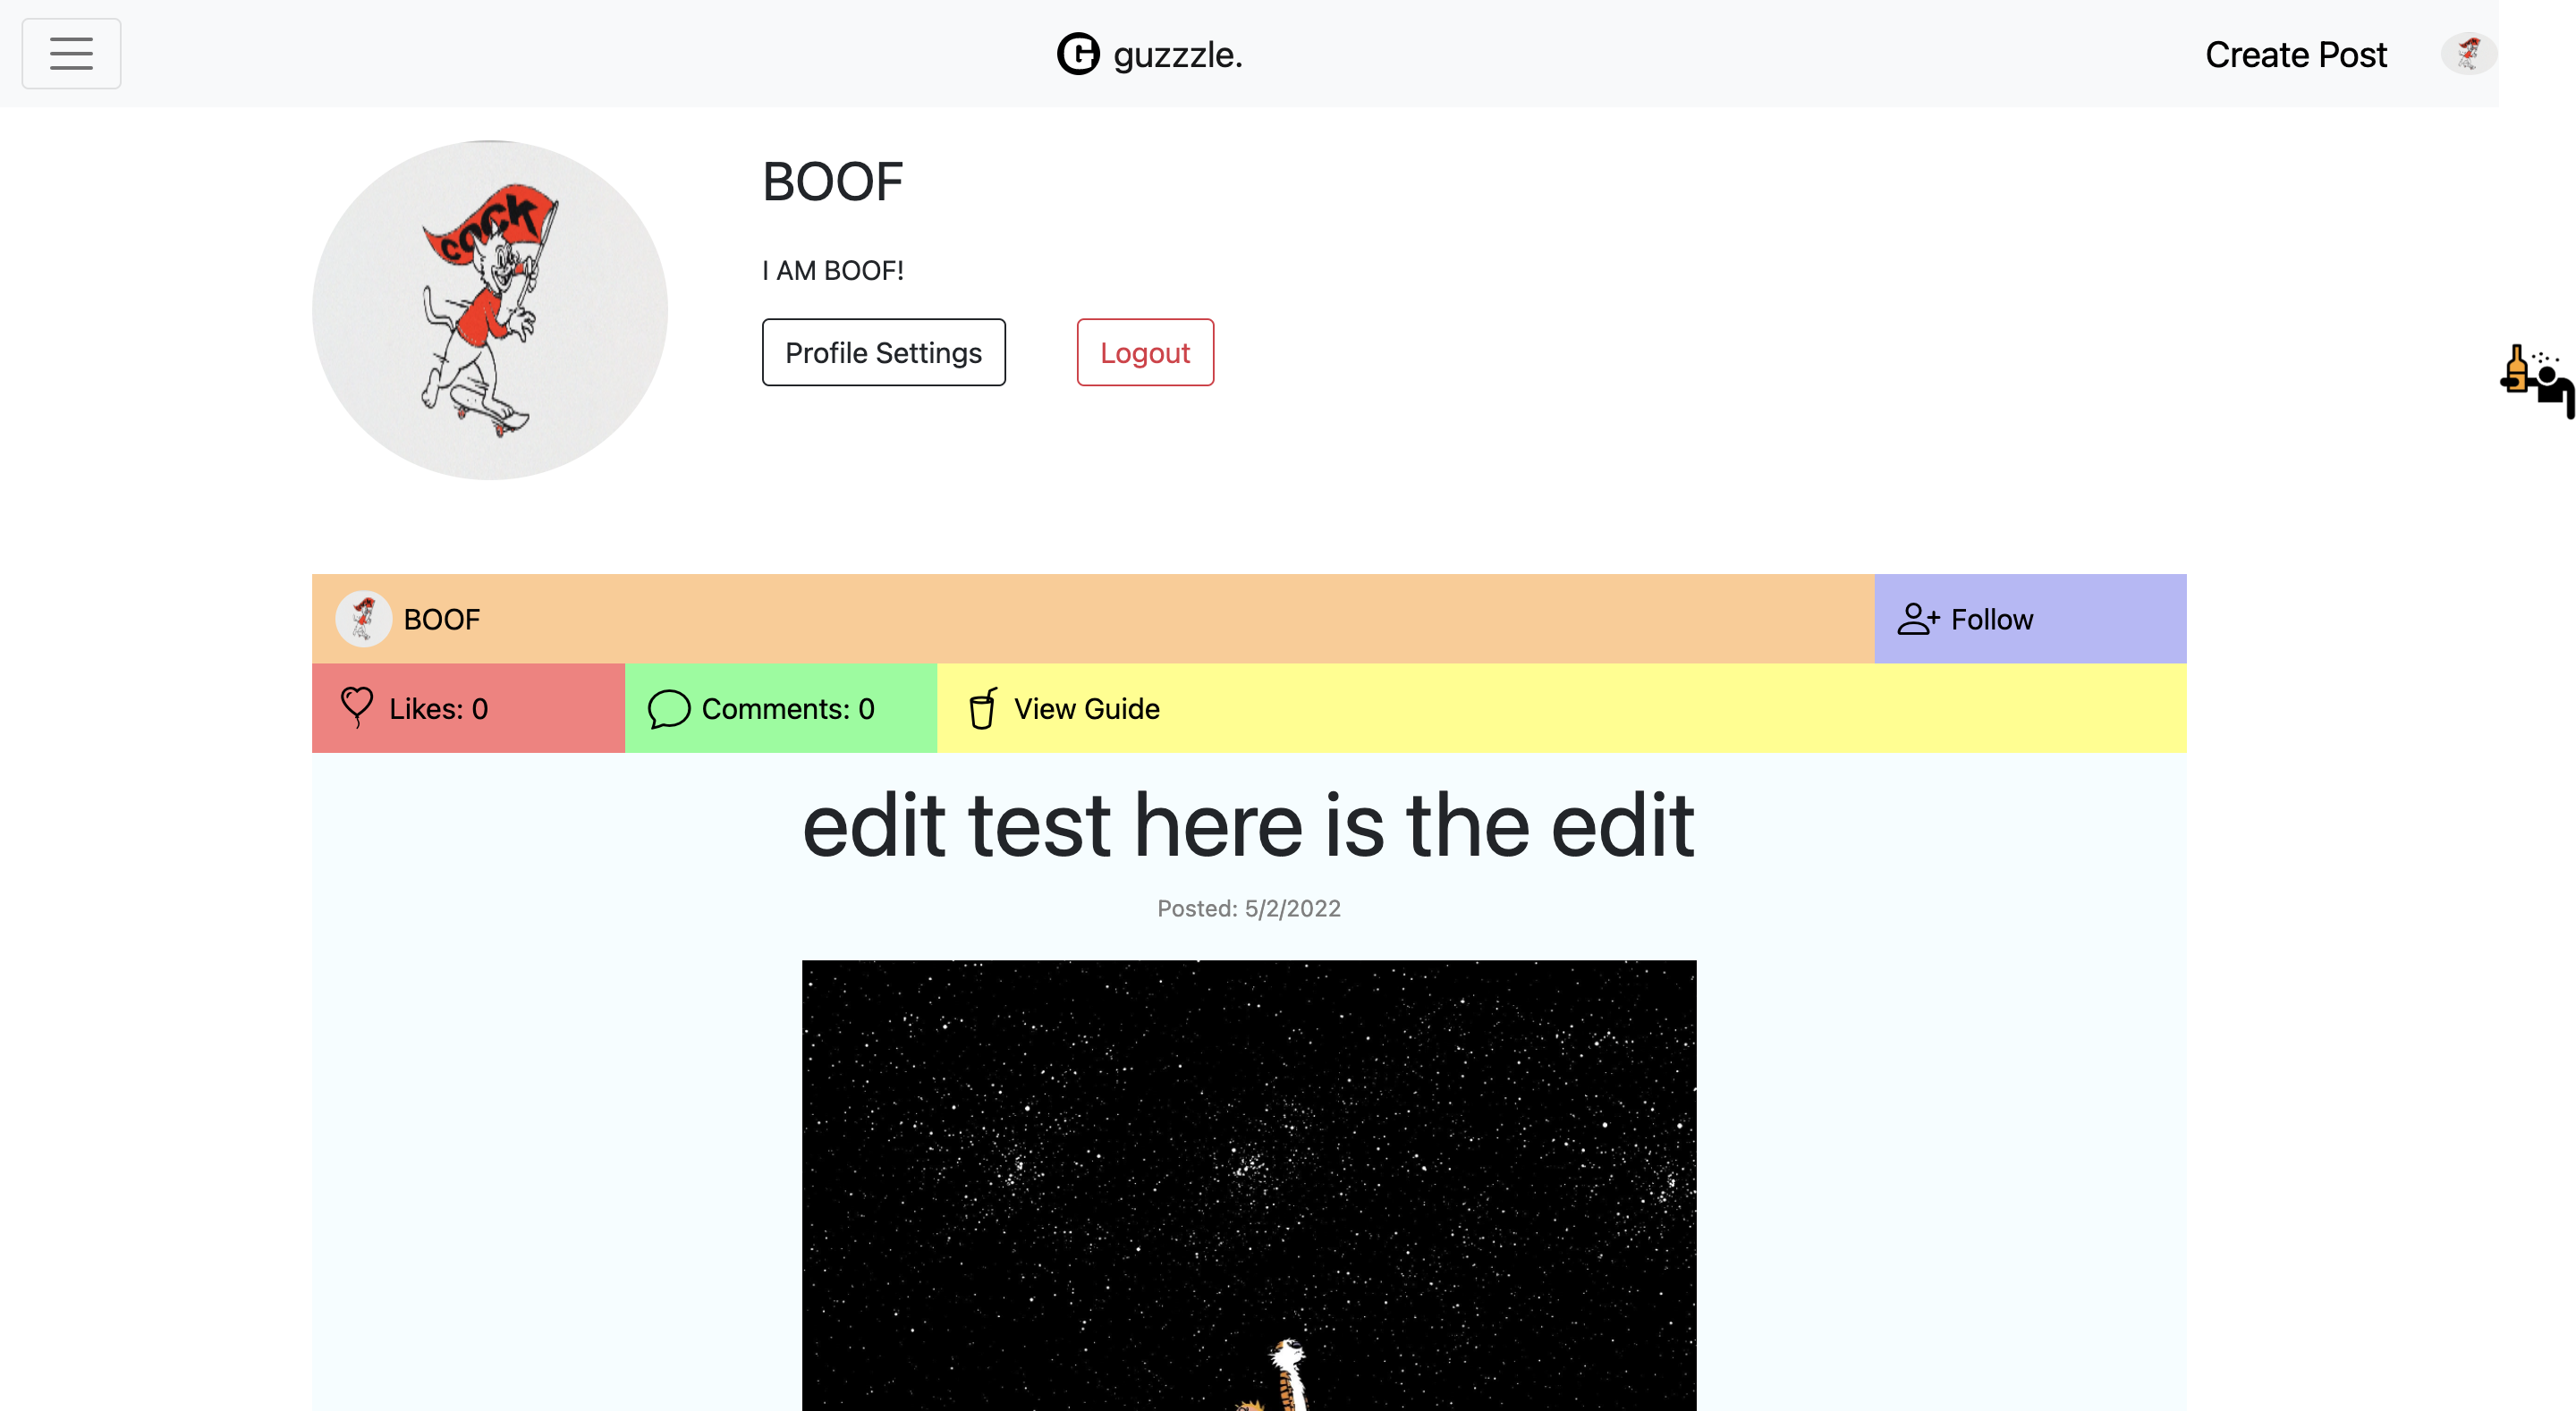 guuzzle.
Create Post
COCK
BOOF
I AM BOOF!
Profile Settings
Logout
BOOF
Follow
Likes: 0
Comments: 0
View Guide
edit test here is the edit
Posted: 5/2/2022